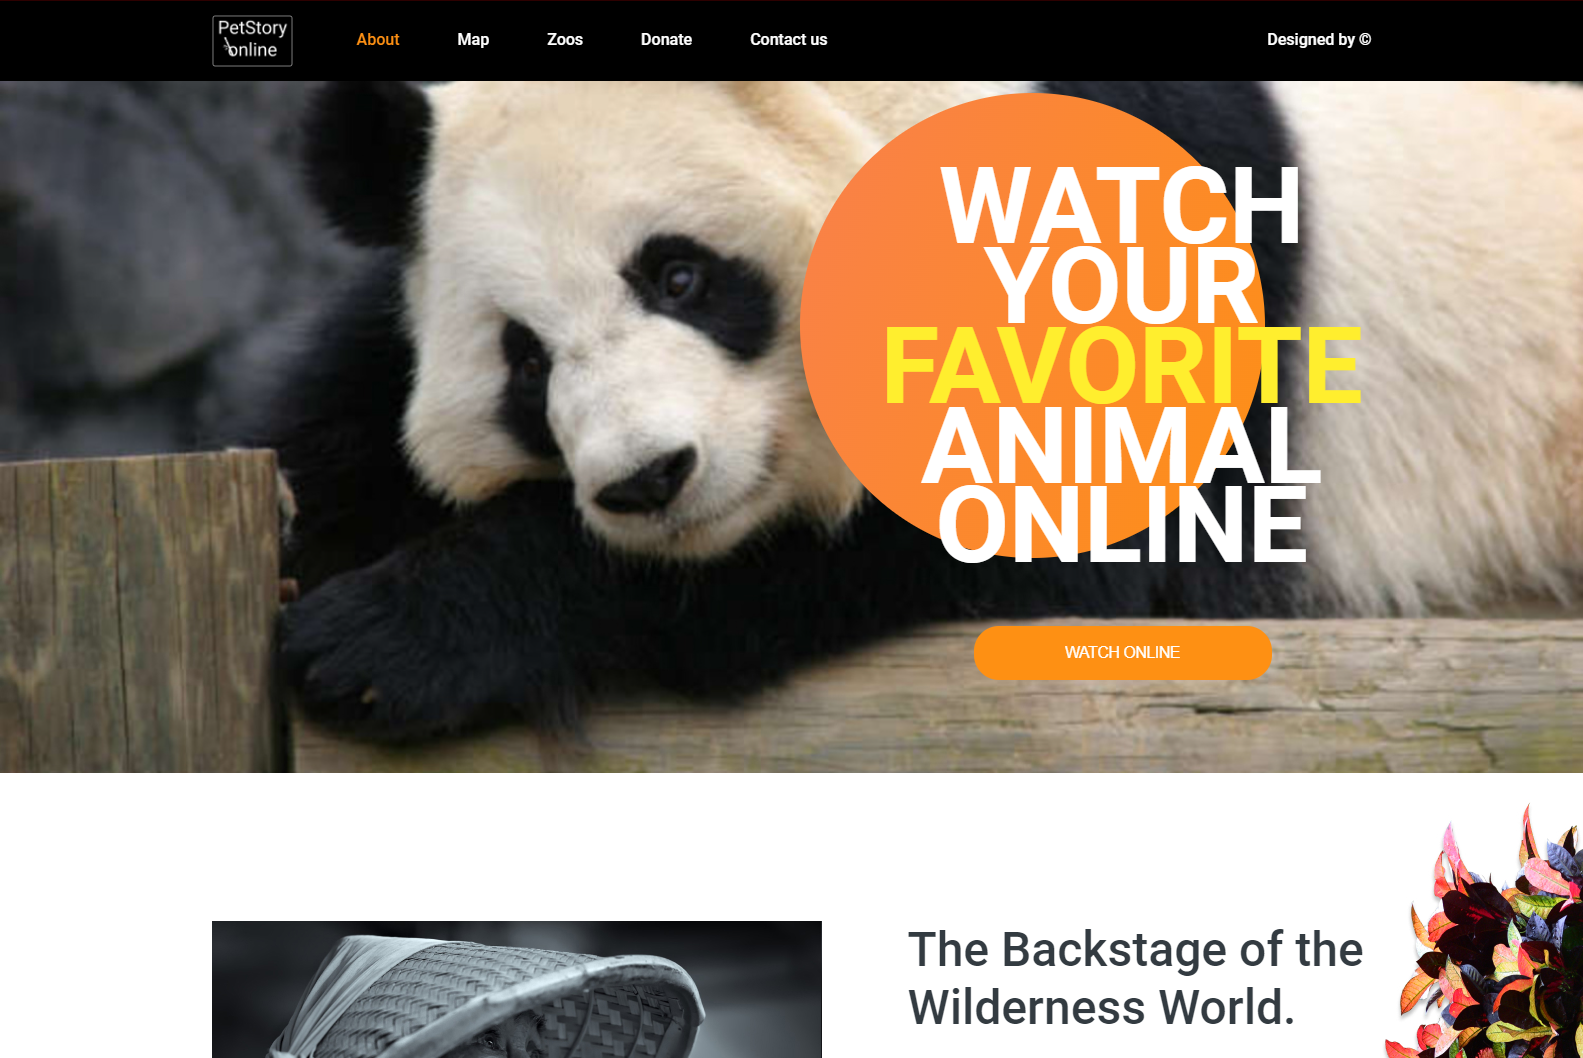 PetStory
online
About
Map
Zoos
Donate
Contact us
Designed by ©
WATCH
YOUR
FAVORITE
ANIMAL
ONLINE
WATCH ONLINE
The Backstage of the
Wilderness World.